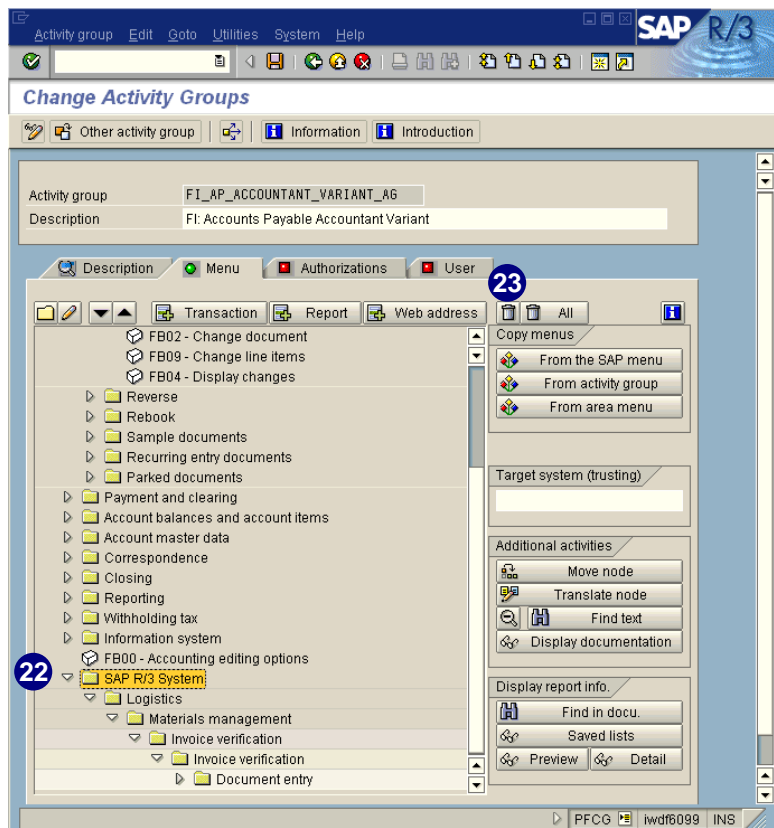 Activity group Edit Goto Utilities System Help
SAP R/3
Change Activity Groups
Other activity group Information Introduction
Activity group FI_AP_ACCOUNTANT_VARIANT_AG
Description FI: Accounts Payable Accountant Variant
Description Menu Authorizations User
23
Transaction Report Web address All
FB02 - Change document
FB09 - Change line items
FB04 - Display changes
Reverse
Rebook
Sample documents
Recurring entry documents
Parked documents
Payment and clearing
Account balances and account items
Account master data
Correspondence
Closing
Reporting
Withholding tax
Information system
FB00 - Accounting editing options
22
SAP R/3 System
Logistics
Materials management
Invoice verification
Invoice verification
Document entry
Copy menus
From the SAP menu
From activity group
From area menu
Target system (trusting)
Additional activities
Move node
Translate node
Find text
Display documentation
Display report info.
Find in docu.
Saved lists
Preview Detail
PFCG iwdf6099 INS